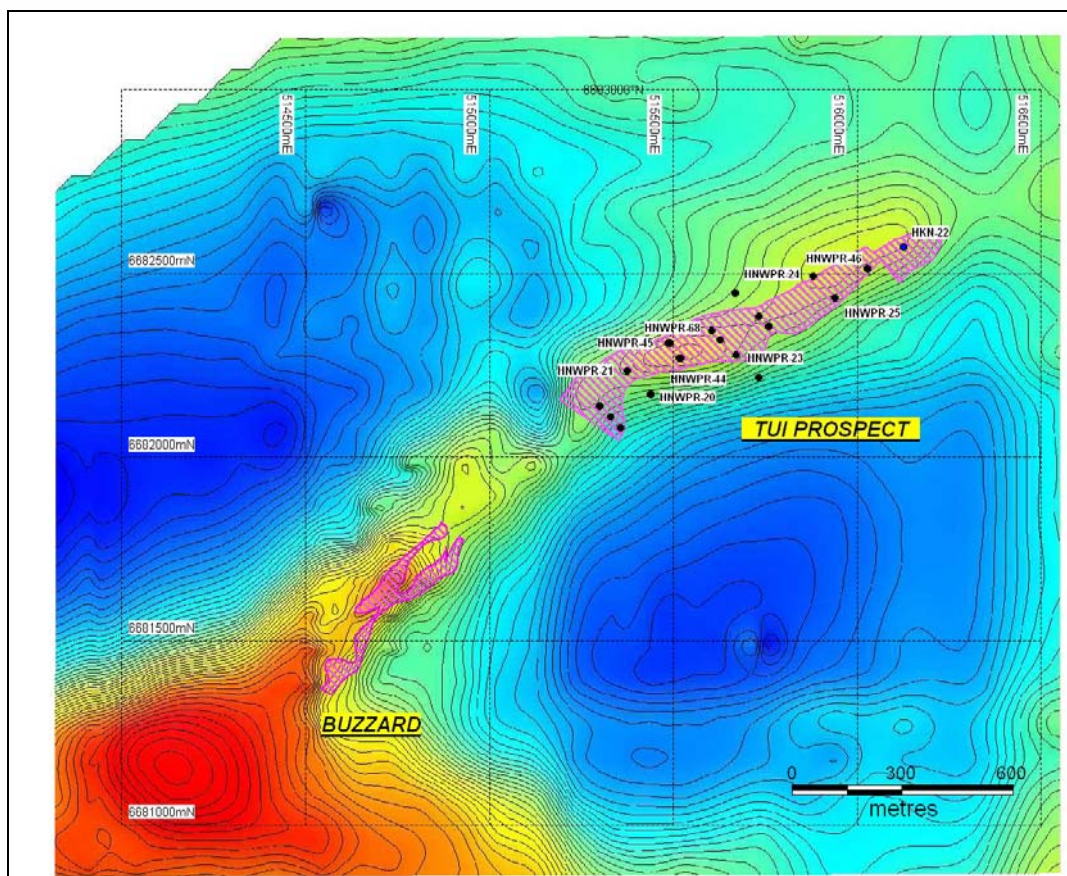 6683000mN
514500mE
515000mE
515500mE
516000mE
516500mE
HKN-22
6682500mN
HNWPR-46
HNWPR-24
HNWPR-25
HNWPR-68
HNWPR-45
HNWPR-23
HNWPR-21
HNWPR-44
HNWPR-20
TUI PROSPECT
6682000mN
6681500mN
BUZZARD
0 300 600
metres
6681000mN